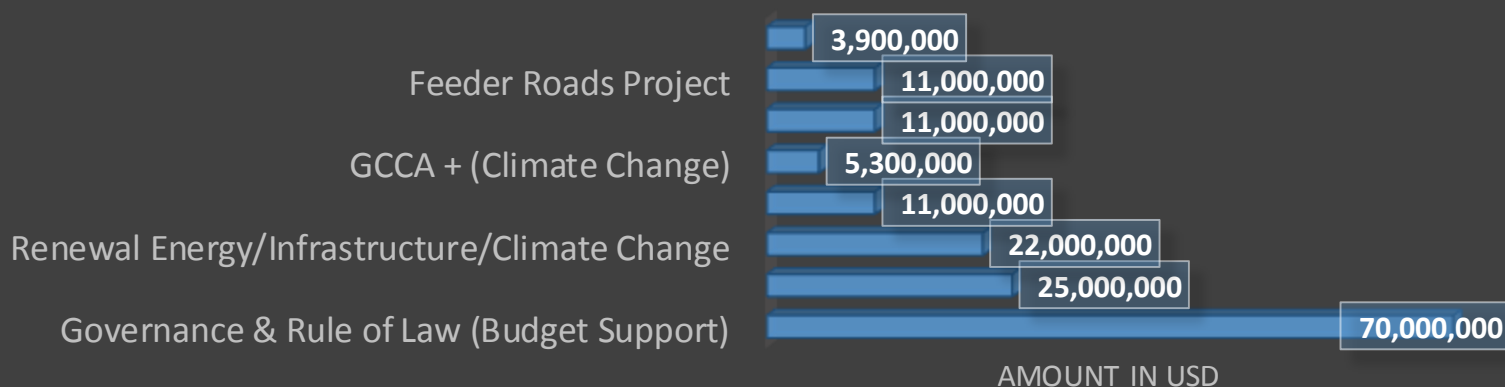 3,900,000
Feeder Roads Project 11,000,000
11,000,000
GCCA + (Climate Change) 5,300,000
11,000,000
Renewal Energy/Infrastructure/Climate Change 22,000,000
25,000,000
Governance & Rule of Law (Budget Support) 70,000,000
AMOUNT IN USD